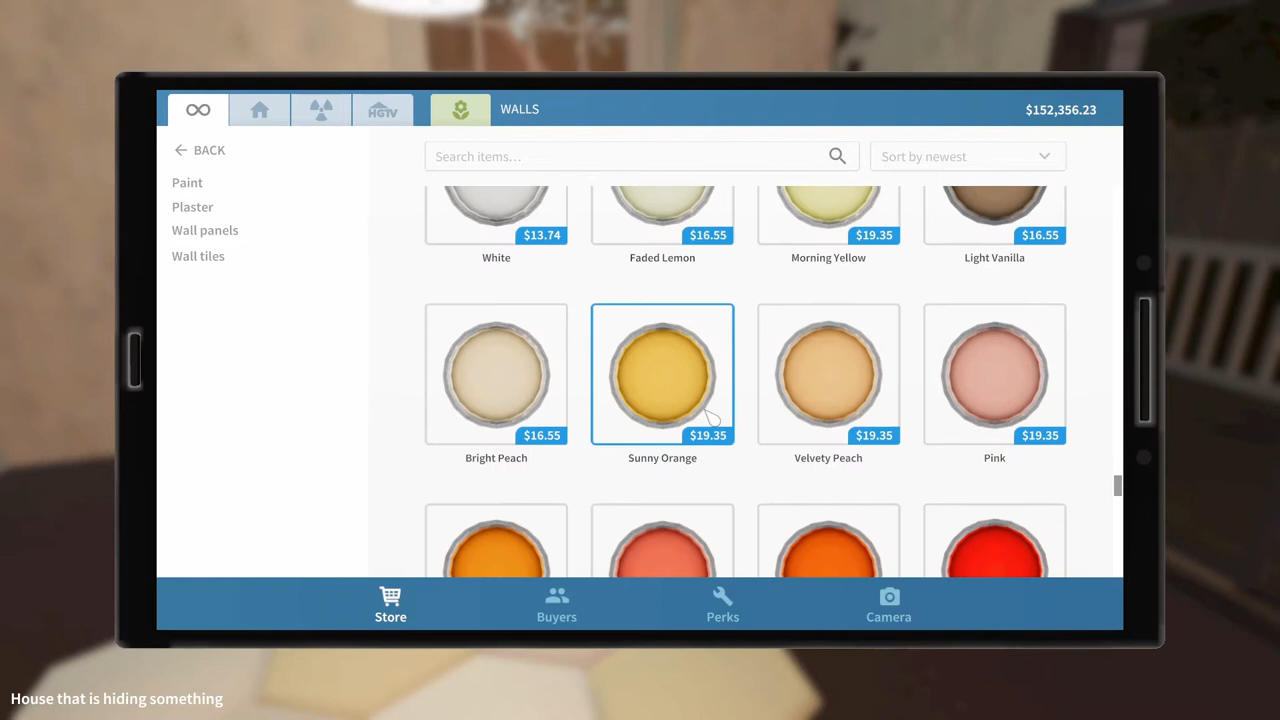 HGTV
WALLS
$152,356.23
BACK
Search items...
Sort by newest
Paint
Plaster
Wall panels
Wall tiles
$13.74
$16.55
$19.35
$16.55
White
Faded Lemon
Morning Yellow
Light Vanilla
$16.55
$19.35
$19.35
$19.35
Bright Peach
Sunny Orange
Velvety Peach
Pink
Store
Buyers
Perks
Camera
House that is hiding something